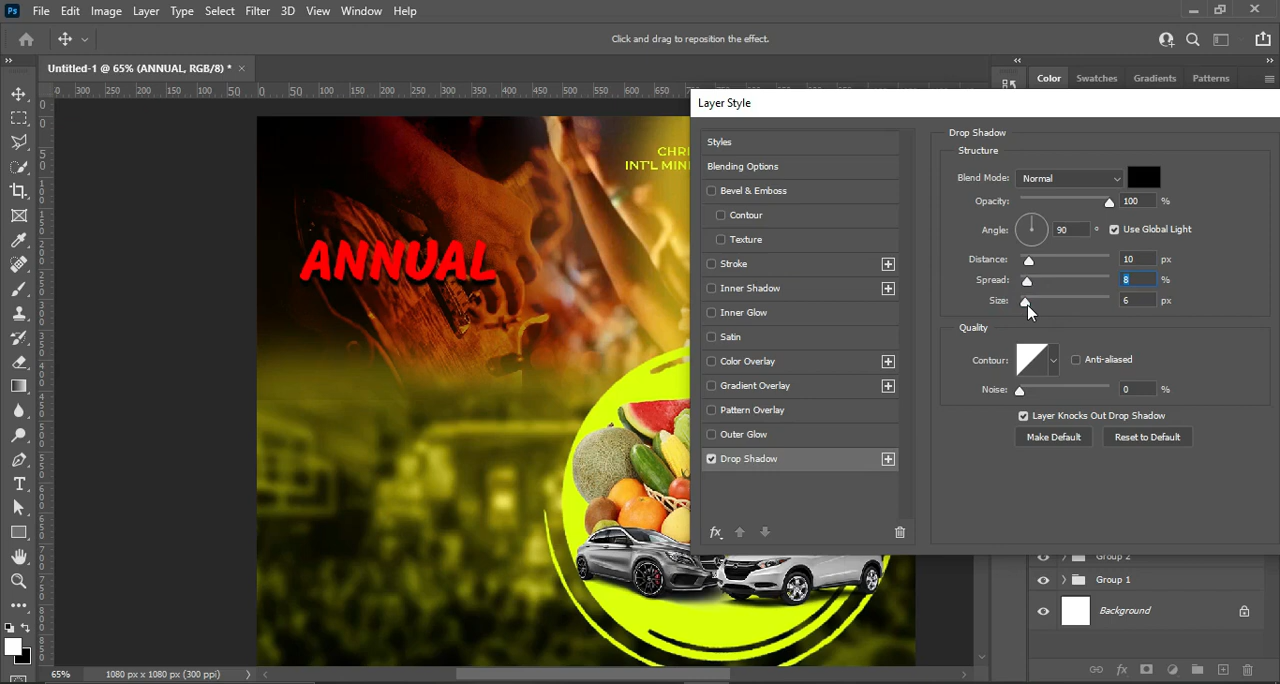 Ps File Edit Image Layer Type Select Filter 3D View Window Help
Click and drag to reposition the effect.
Untitled-1 @ 65% (ANNUAL, RGB/8) * ×
Color Swatches Gradients Patterns
Layer Style
Styles
Blending Options
Bevel & Emboss
Contour
Texture
Stroke
Inner Shadow
Inner Glow
Satin
Color Overlay
Gradient Overlay
Pattern Overlay
Outer Glow
Drop Shadow
fx
Drop Shadow
Structure
Blend Mode: Normal
Opacity: 100 %
Angle: 90 ° Use Global Light
Distance: 10 px
Spread: 8 %
Size: 6 px
Quality
Contour: Anti-aliased
Noise: 0 %
Layer Knocks Out Drop Shadow
Make Default Reset to Default
CHRI
INT'L MINI
ANNUAL
Group 2
Group 1
Background
fx
65% 1080 px x 1080 px (300 ppi)